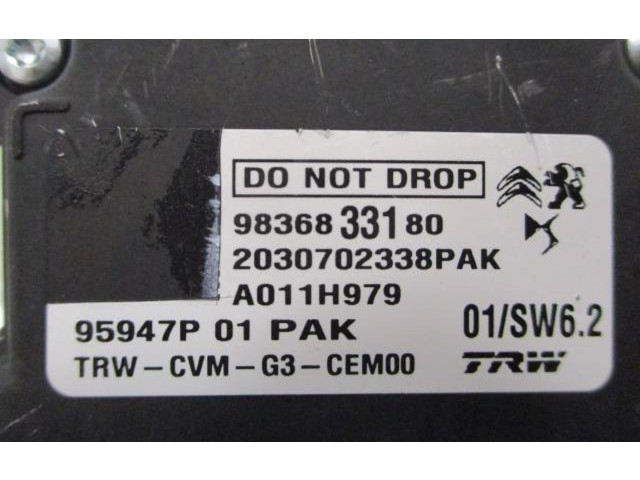 DO NOT DROP
98368 331 80
2030702338PAK
A011H979
95947P 01 PAK
01/SW6.2
TRW-CVM-G3-CEM00
TRW